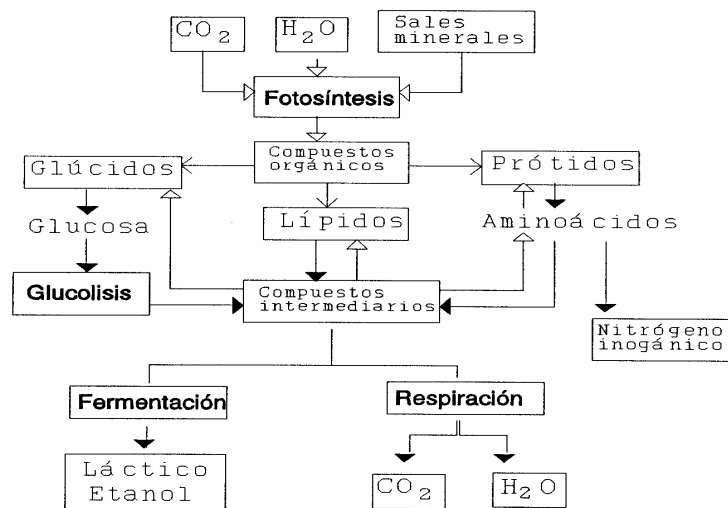 CO2
H2O
Sales
minerales
Fotosíntesis
Compuestos
orgánicos
Glúcidos
Prótidos
Glucosa
Lípidos
Aminoácidos
Glucolisis
Compuestos
intermediarios
Nitrógeno
inogánico
Fermentación
Respiración
Láctico
Etanol
CO2
H2O